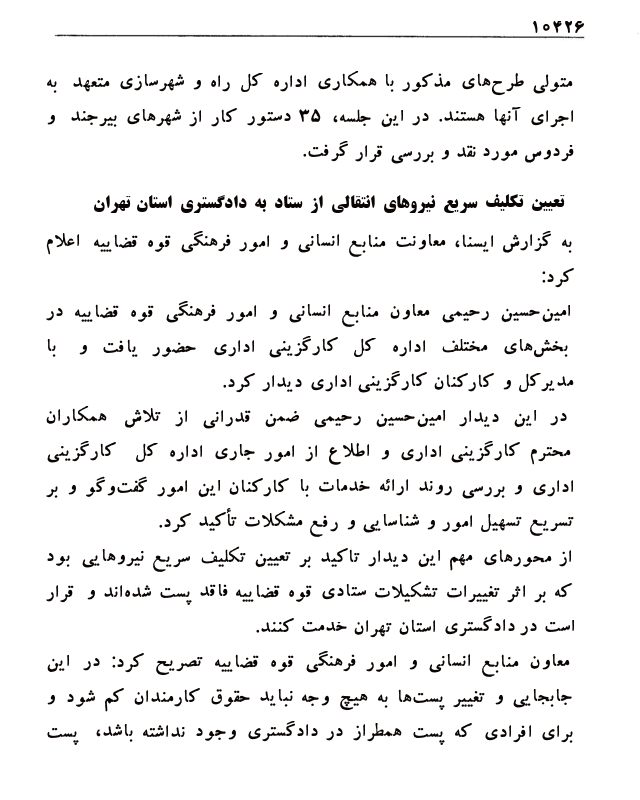 ۱۰۴۲۶
متولی طرح‌های مذکور با همکاری اداره کل راه و شهرسازی متعهد به
اجرای آنها هستند. در این جلسه، ۳۵ دستور کار از شهرهای بیرجند و
فردوس مورد نقد و بررسی قرار گرفت.
تعیین تکلیف سریع نیروهای انتقالی از ستاد به دادگستری استان تهران
به گزارش ایسنا، معاونت منابع انسانی و امور فرهنگی قوه قضاییه اعلام
کرد:
امین‌حسین رحیمی معاون منابع انسانی و امور فرهنگی قوه قضاییه در
بخش‌های مختلف اداره کل کارگزینی اداری حضور یافت و با
مدیرکل و کارکنان کارگزینی اداری دیدار کرد.
در این دیدار امین‌حسین رحیمی ضمن قدرانی از تلاش همکاران
محترم کارگزینی اداری و اطلاع از امور جاری اداره کل کارگزینی
اداری و بررسی روند ارائه خدمات با کارکنان این امور گفت‌وگو و بر
تسریع تسهیل امور و شناسایی و رفع مشکلات تأکید کرد.
از محورهای مهم این دیدار تاکید بر تعیین تکلیف سریع نیروهایی بود
که بر اثر تغییرات تشکیلات ستادی قوه قضاییه فاقد پست شده‌اند و قرار
است در دادگستری استان تهران خدمت کنند.
معاون منابع انسانی و امور فرهنگی قوه قضاییه تصریح کرد: در این
جابجایی و تغییر پست‌ها به هیچ وجه نباید حقوق کارمندان کم شود و
برای افرادی که پست همطراز در دادگستری وجود نداشته باشد، پست